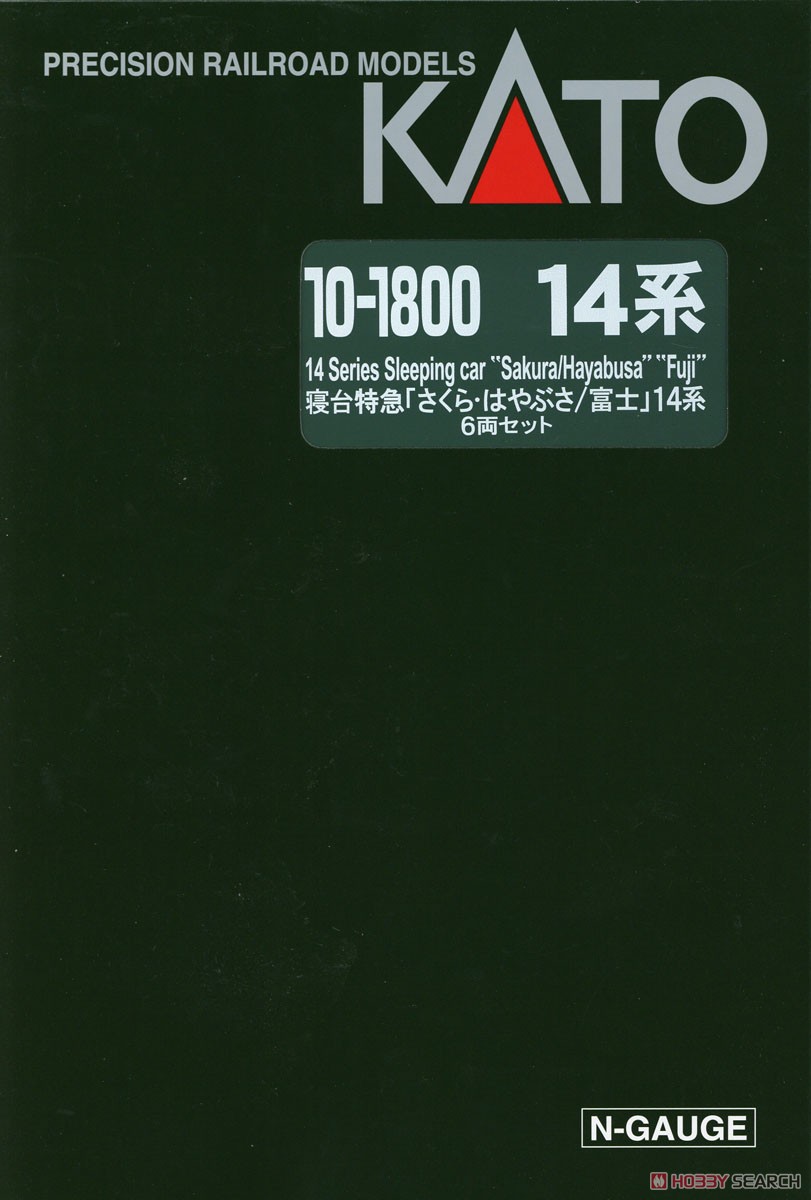 PRECISION RAILROAD MODELS
KATO
10-1800 14系
14 Series Sleeping car "Sakura/Hayabusa" "Fuji"
寝台特急「さくら・はやぶさ/富士」14系
6両セット
N-GAUGE
HOBBY SEARCH